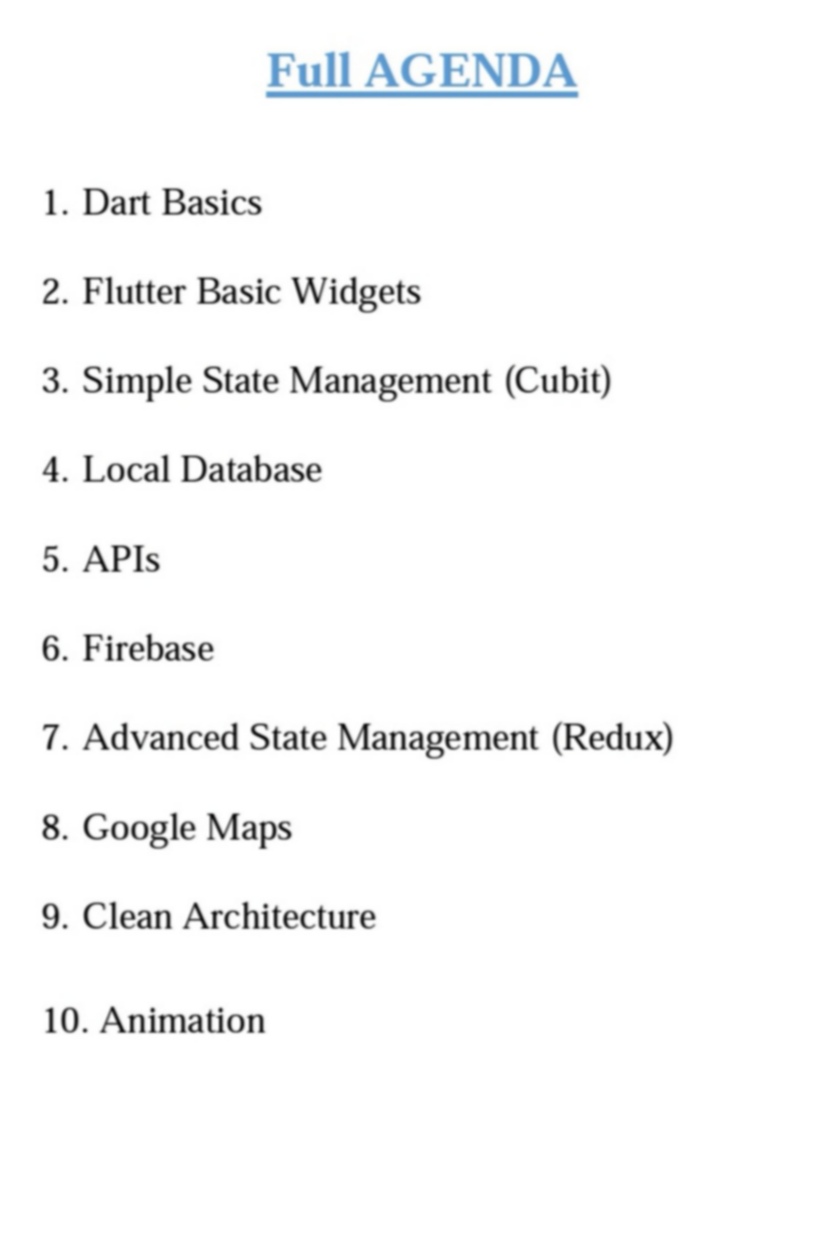 Full AGENDA
1. Dart Basics
2. Flutter Basic Widgets
3. Simple State Management (Cubit)
4. Local Database
5. APIs
6. Firebase
7. Advanced State Management (Redux)
8. Google Maps
9. Clean Architecture
10. Animation